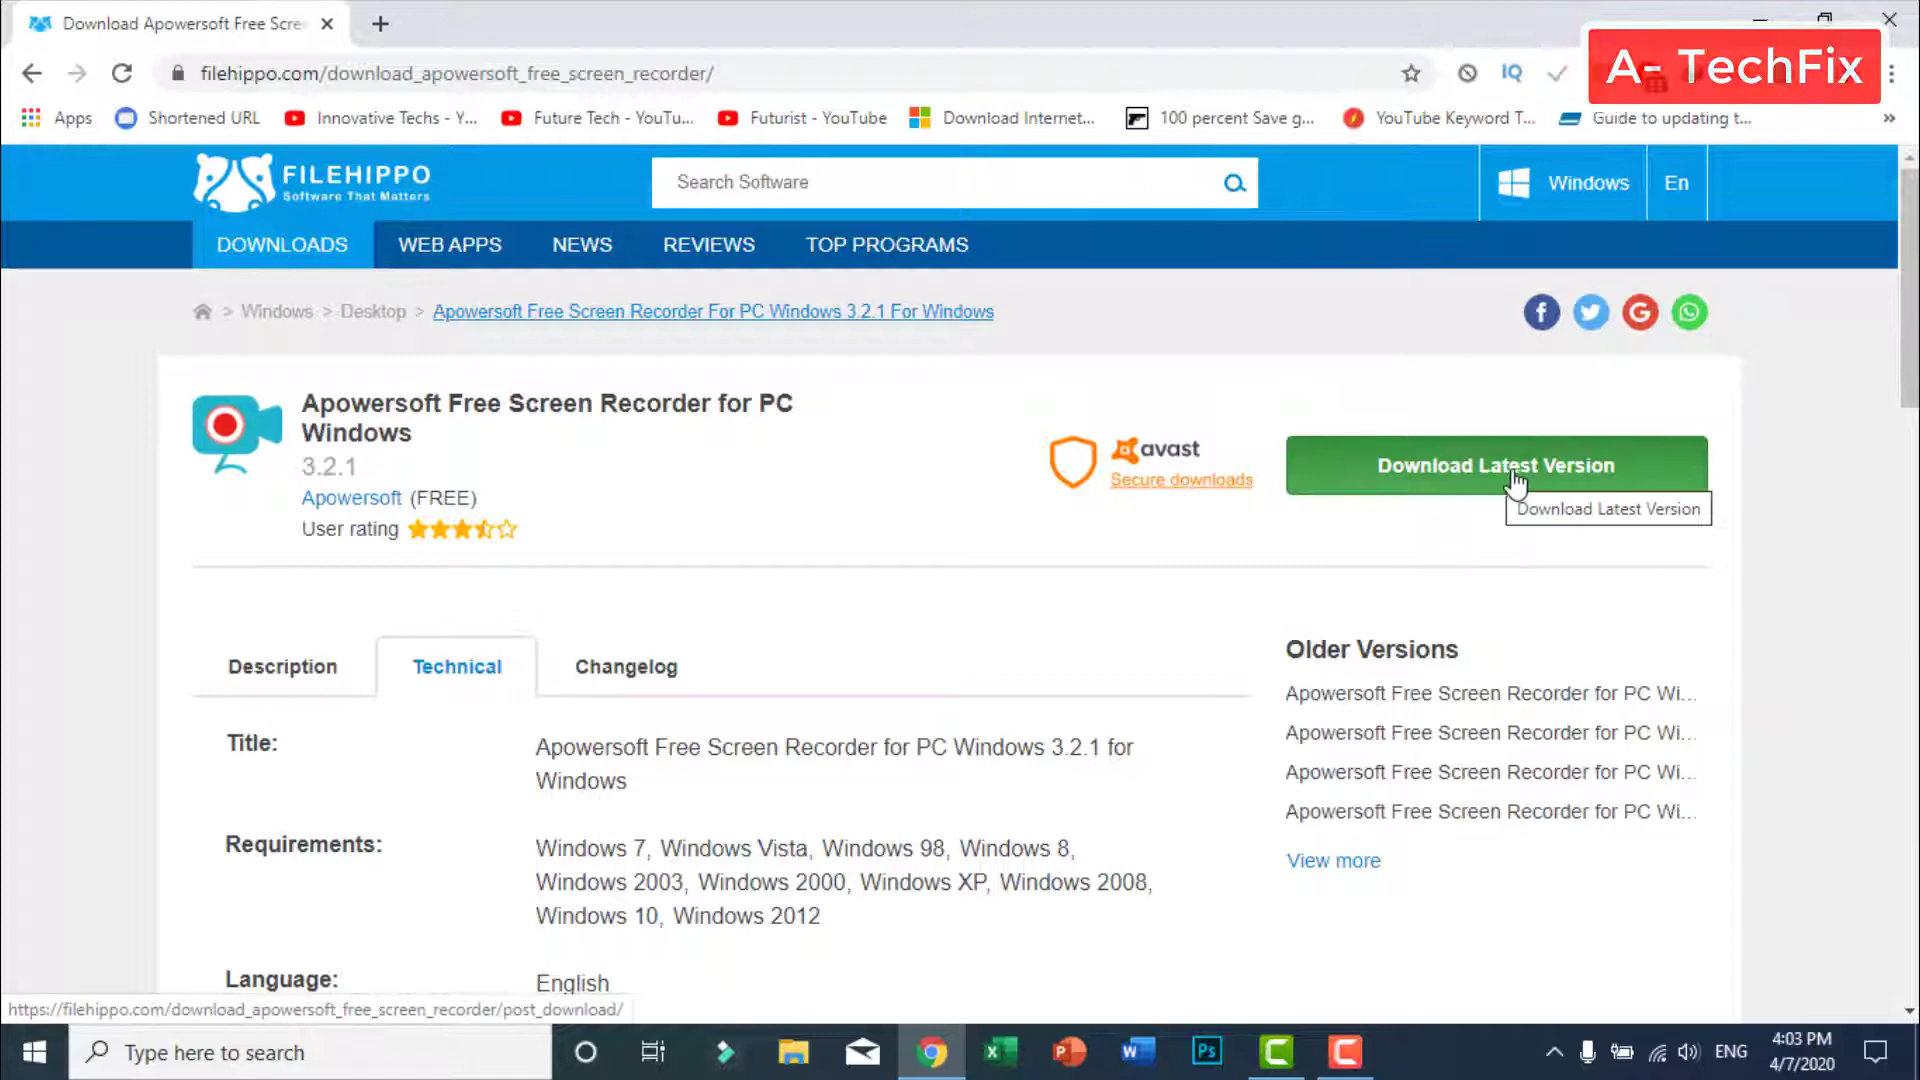 Download Apowersoft Free Scree
A- TechFix
filehippo.com/download_apowersoft_free_screen_recorder/
IQ
Apps
Shortened URL
Innovative Techs - Y...
Future Tech - YouTu...
Futurist - YouTube
Download Internet...
100 percent Save g...
YouTube Keyword T...
Guide to updating t...
»
FILEHIPPO
Software That Matters
Search Software
Windows
En
DOWNLOADS
WEB APPS
NEWS
REVIEWS
TOP PROGRAMS
> Windows > Desktop > Apowersoft Free Screen Recorder For PC Windows 3.2.1 For Windows
Apowersoft Free Screen Recorder for PC
Windows
3.2.1
Apowersoft (FREE)
User rating
avast
Secure downloads
Download Latest Version
Download Latest Version
Description
Technical
Changelog
Title:
Apowersoft Free Screen Recorder for PC Windows 3.2.1 for
Windows
Requirements:
Windows 7, Windows Vista, Windows 98, Windows 8,
Windows 2003, Windows 2000, Windows XP, Windows 2008,
Windows 10, Windows 2012
Language:
English
Older Versions
Apowersoft Free Screen Recorder for PC Wi...
Apowersoft Free Screen Recorder for PC Wi...
Apowersoft Free Screen Recorder for PC Wi...
Apowersoft Free Screen Recorder for PC Wi...
View more
https://filehippo.com/download_apowersoft_free_screen_recorder/post_download/
Type here to search
Ps
ENG
4:03 PM
4/7/2020